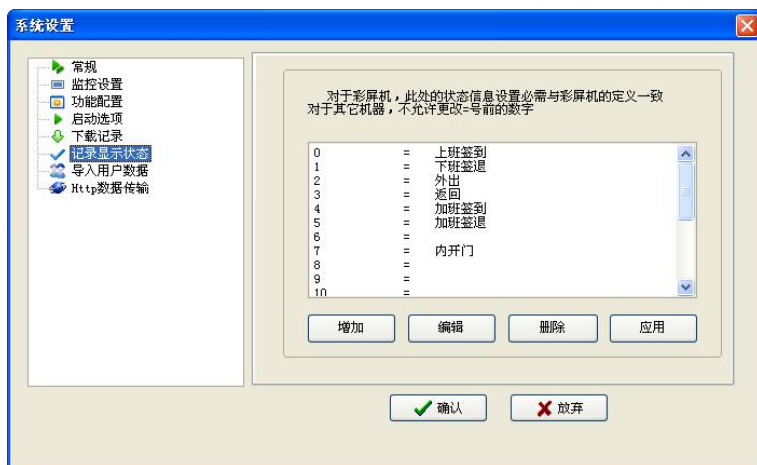 系统设置
常规
监控设置
功能配置
启动选项
下载记录
记录显示状态
导入用户数据
Http数据传输
对于彩屏机，此处的状态信息设置必需与彩屏机的定义一致
对于其它机器，不允许更改=号前的数字
0 = 上班签到
1 = 下班签退
2 = 外出
3 = 返回
4 = 加班签到
5 = 加班签退
6 =
7 = 内开门
8 =
9 =
10 =
增加 编辑 删除 应用
确认 放弃